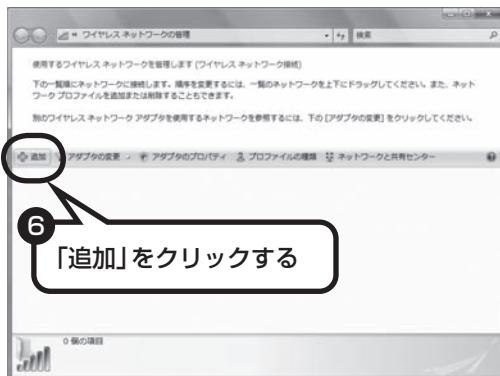 ワイヤレス ネットワークの管理
検索
使用するワイヤレス ネットワークを管理します (ワイヤレス ネットワーク接続)
下の一覧順にネットワークに接続します。順序を変更するには、一覧のネットワークを上下にドラッグしてください。また、ネット
ワーク プロファイルを追加または削除することもできます。
別のワイヤレス ネットワーク アダプタを使用するネットワークを参照するには、下の [アダプタの変更] をクリックしてください。
追加 アダプタの変更 アダプタのプロパティ プロファイルの種類 ネットワークと共有センター
6
「追加」をクリックする
0 個の項目